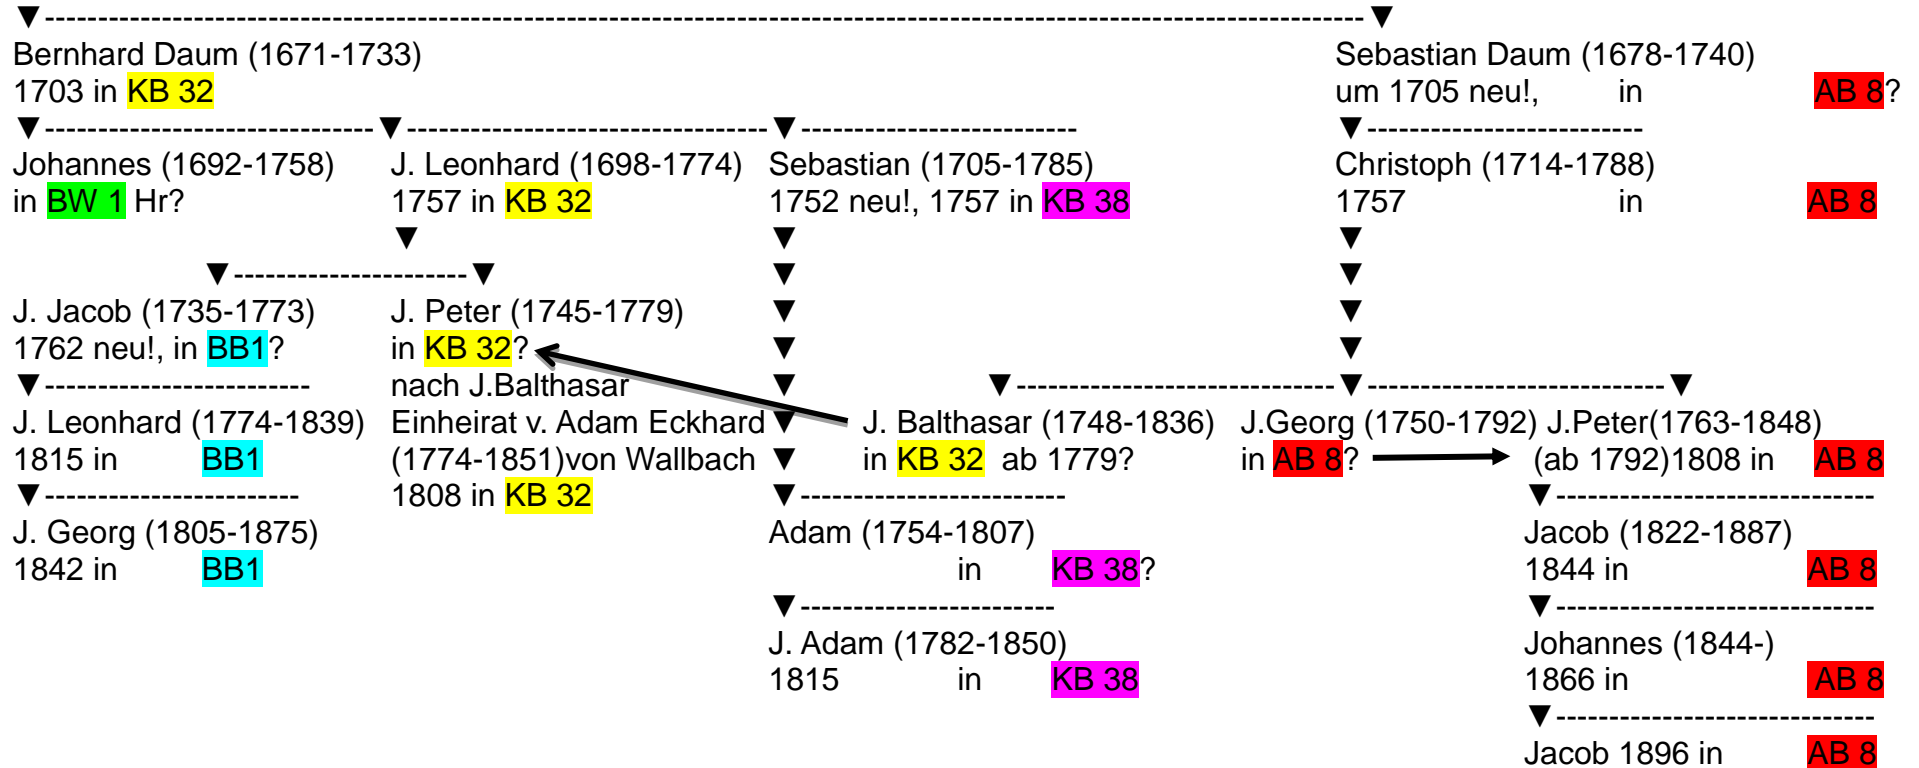 ▼------------------------------------------------------------------------------------------------------------------------------ ▼
Bernhard Daum (1671-1733) Sebastian Daum (1678-1740)
1703 in KB 32 um 1705 neu!, in AB 8?
▼------------------------------- ▼---------------------------------- ▼-------------------------- ▼--------------------------
Johannes (1692-1758) J. Leonhard (1698-1774) Sebastian (1705-1785) Christoph (1714-1788)
in BW 1 Hr? 1757 in KB 32 1752 neu!, 1757 in KB 38 1757 in AB 8
▼ ▼ ▼
▼---------------------- ▼ ▼ ▼
J. Jacob (1735-1773) J. Peter (1745-1779) ▼ ▼
1762 neu!, in BB1? in KB 32? ▼ ▼
▼------------------------- nach J.Balthasar ▼ ▼------------------------------ ▼---------------------------- ▼
J. Leonhard (1774-1839) Einheirat v. Adam Eckhard ▼ J. Balthasar (1748-1836) J.Georg (1750-1792) J.Peter(1763-1848)
1815 in BB1 (1774-1851)von Wallbach ▼ in KB 32 ab 1779? in AB 8? (ab 1792)1808 in AB 8
▼------------------------ 1808 in KB 32 ▼------------------------- ▼------------------------------
J. Georg (1805-1875) Adam (1754-1807) Jacob (1822-1887)
1842 in BB1 in KB 38? 1844 in AB 8
▼------------------------ ▼------------------------------
J. Adam (1782-1850) Johannes (1844-)
1815 in KB 38 1866 in AB 8
▼------------------------------
Jacob 1896 in AB 8